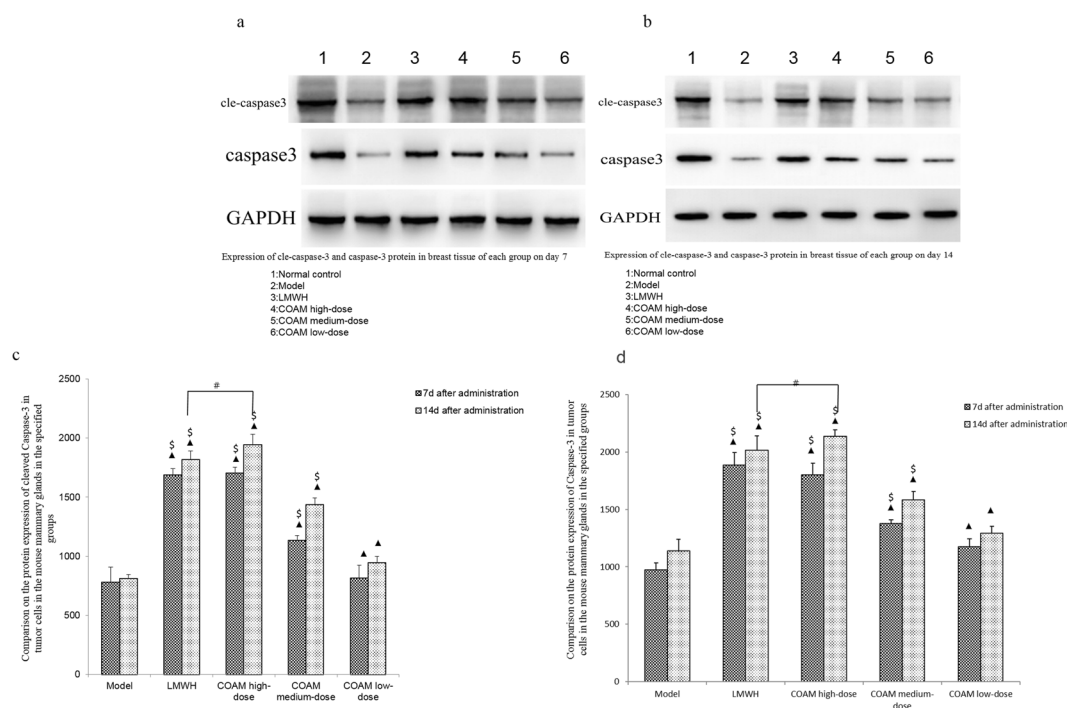 a
1 2 3 4 5 6
cle-caspase3
caspase3
GAPDH
Expression of cle-caspase-3 and caspase-3 protein in breast tissue of each group on day 7
1:Normal control
2:Model
3:LMWH
4:COAM high-dose
5:COAM medium-dose
6:COAM low-dose
b
1 2 3 4 5 6
cle-caspase3
caspase3
GAPDH
Expression of cle-caspase-3 and caspase-3 protein in breast tissue of each group on day 14
1:Normal control
2:Model
3:LMWH
4:COAM high-dose
5:COAM medium-dose
6:COAM low-dose
c
Comparison on the protein expression of cleaved Caspase-3 in
tumor cells in the mouse mammary glands in the specified
groups
2500
2000
1500
1000
500
0
#
$ $ $ $ $ $
▲ ▲ ▲ ▲ ▲ ▲ ▲ ▲
7d after administration
14d after administration
Model LMWH COAM high-dose COAM medium-dose COAM low-dose
d
Comparison on the protein expression of Caspase-3 in tumor
cells in the mouse mammary glands in the specified groups
2500
2000
1500
1000
500
0
#
$ $ $ $ $ $
▲ ▲ ▲ ▲ ▲ ▲ ▲ ▲
7d after administration
14d after administration
Model LMWH COAM high-dose COAM medium-dose COAM low-dose